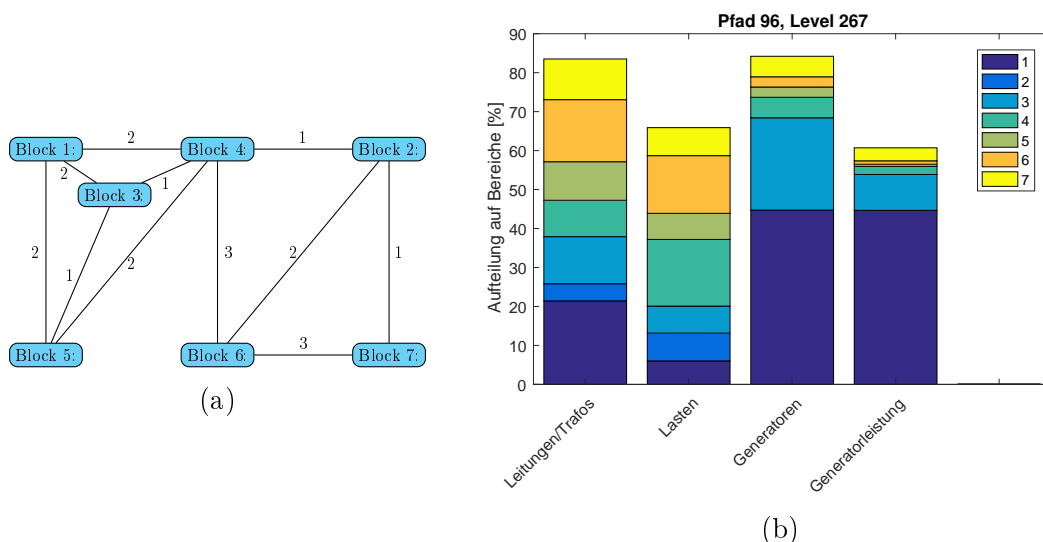 Block 1:
2
Block 4:
1
Block 2:
2
1
Block 3:
2
1
2
3
2
1
Block 5:
Block 6:
3
Block 7:
(a)
Pfad 96, Level 267
Aufteilung auf Bereiche [%]
90
80
70
60
50
40
30
20
10
0
1
2
3
4
5
6
7
Leitungen/Trafos
Lasten
Generatoren
Generatorleistung
(b)